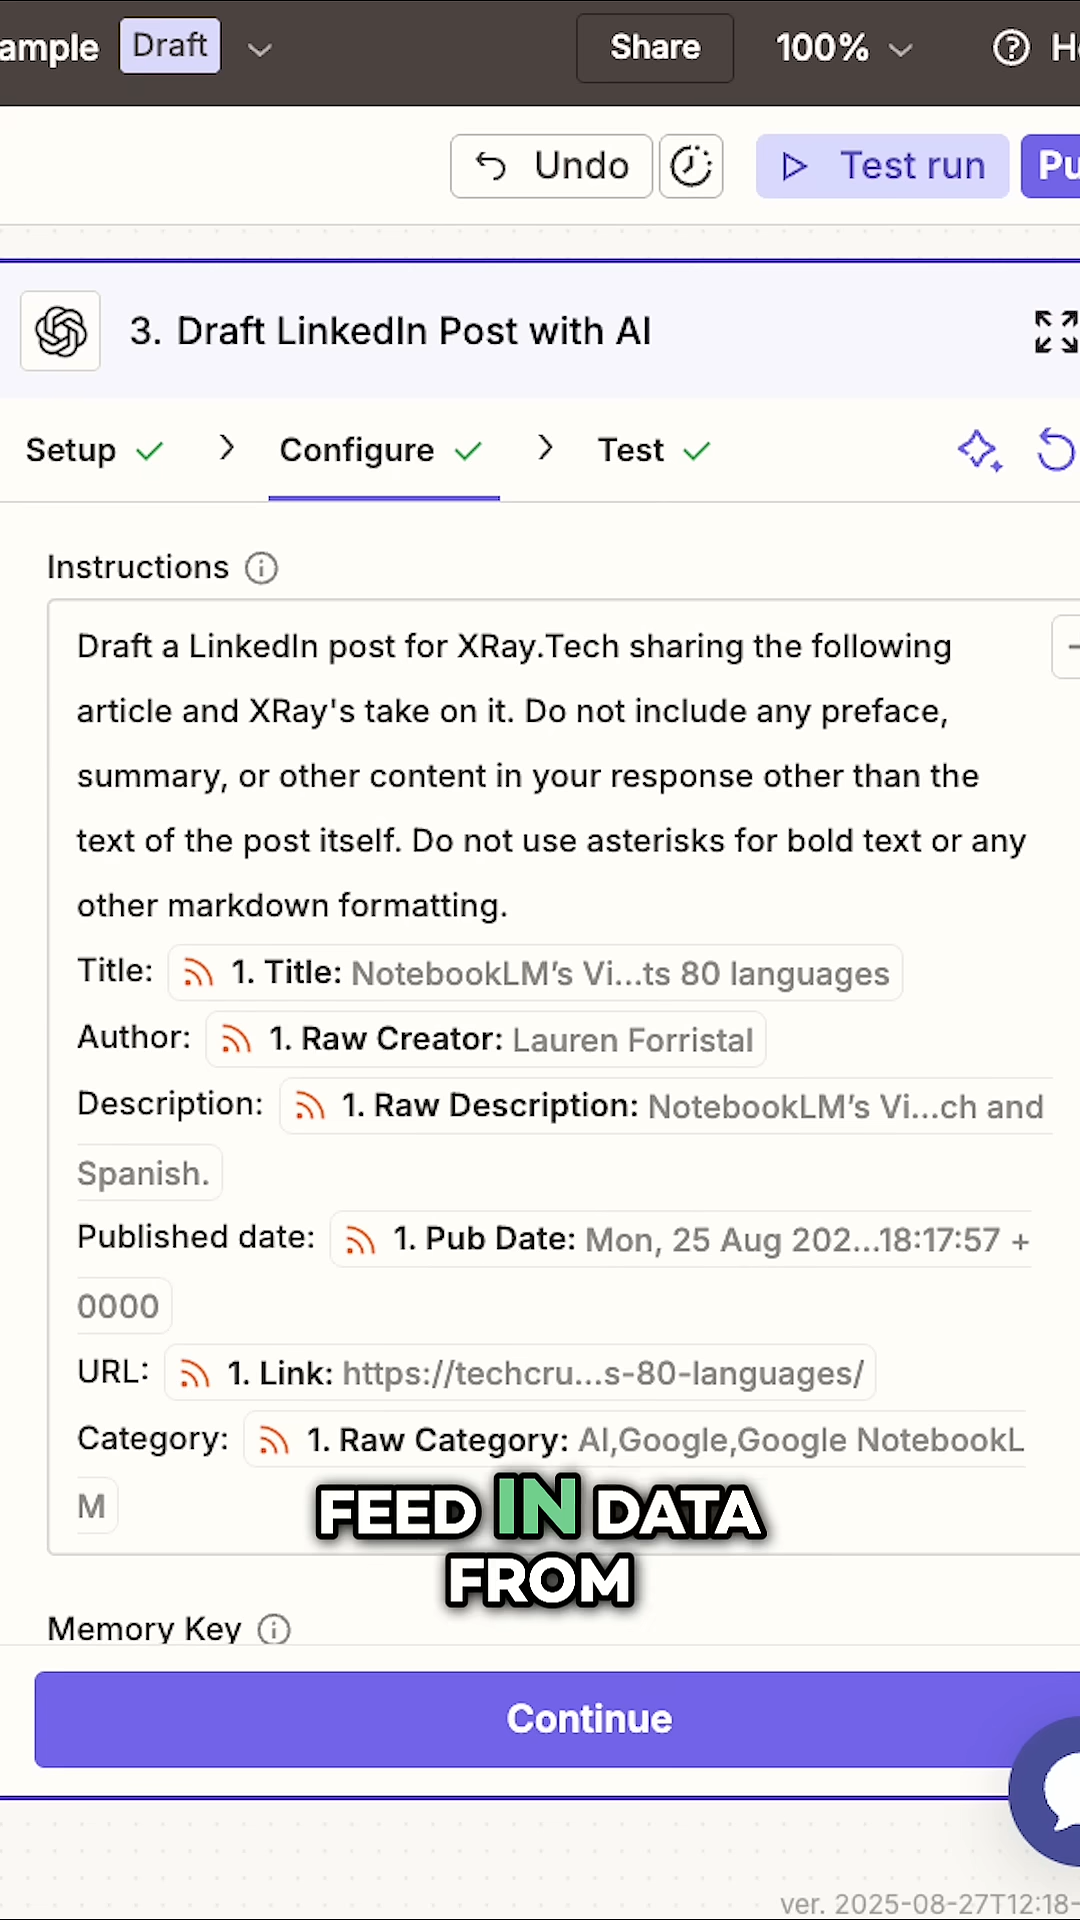 ample Draft Share 100%
Undo Test run
3. Draft LinkedIn Post with AI
Setup Configure Test
Instructions
Draft a LinkedIn post for XRay.Tech sharing the following
article and XRay's take on it. Do not include any preface,
summary, or other content in your response other than the
text of the post itself. Do not use asterisks for bold text or any
other markdown formatting.
Title: 1. Title: NotebookLM’s Vi...ts 80 languages
Author: 1. Raw Creator: Lauren Forristal
Description: 1. Raw Description: NotebookLM’s Vi...ch and
Spanish.
Published date: 1. Pub Date: Mon, 25 Aug 202...18:17:57 +
0000
URL: 1. Link: https://techcru...s-80-languages/
Category: 1. Raw Category: AI,Google,Google NotebookL
M
FEED IN DATA
FROM
Memory Key
Continue
ver. 2025-08-27T12:18-